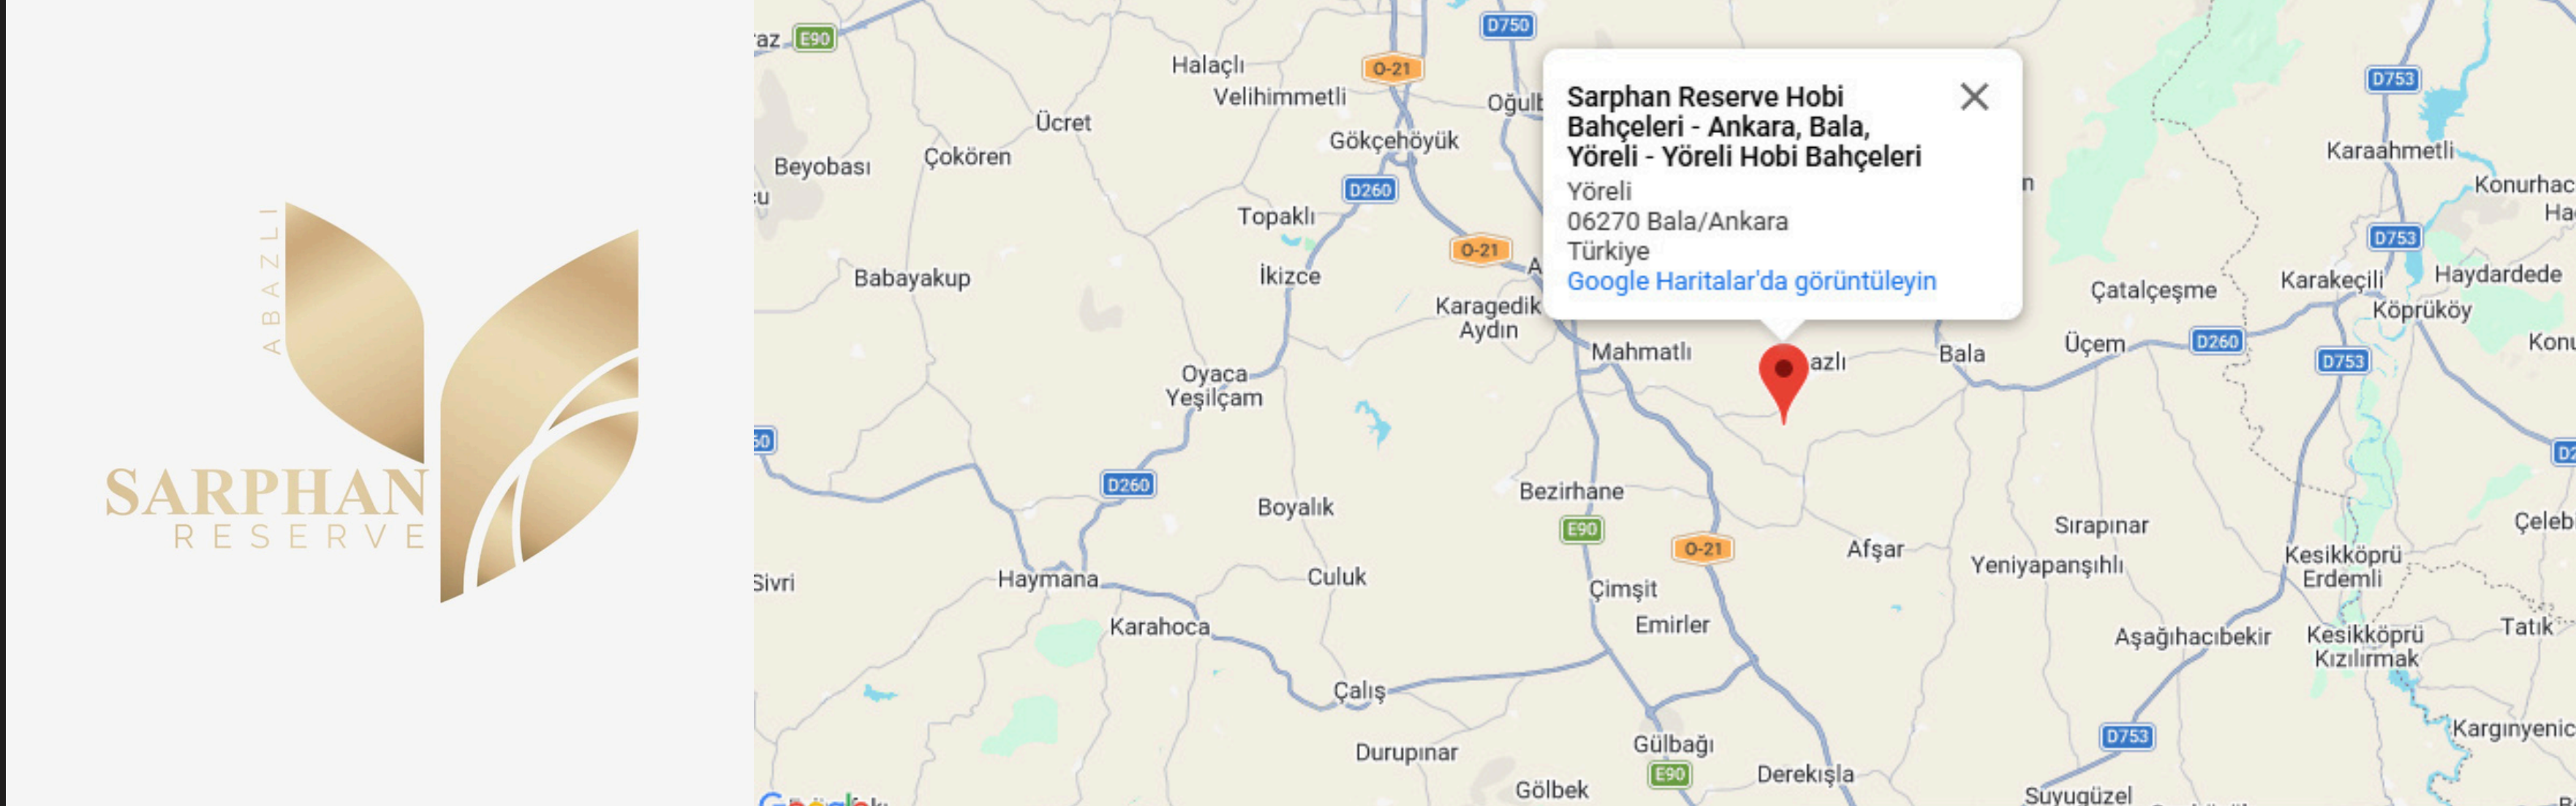 ABAZLI
SARPHAN
RESERVE
Sarphan Reserve Hobi
Bahçeleri - Ankara, Bala,
Yöreli - Yöreli Hobi Bahçeleri
Yöreli
06270 Bala/Ankara
Türkiye
Google Haritalar'da görüntüleyin
E90
D750
Halaçlı
O-21
Velihimmetli
D753
Ücret
Gökçehöyük
Çokören
Beyobası
Karaahmetli
D260
Topaklı
D753
O-21
Babayakup
İkizce
Haydardede
Karakeçili
Çatalçeşme
Karagedik
Aydın
Köprüköy
Mahmatlı
Bala
Üçem
D260
D753
Oyaca
Yeşilçam
D260
Bezirhane
Boyalık
E90
O-21
Afşar
Sırapınar
Yeniyapanşıhlı
Kesikköprü
Erdemli
Haymana
Culuk
Çimşit
Sivri
Karahoca
Emirler
Aşağıhacıbekir
Kesikköprü
Kızılırmak
Tatık
Çalış
Durupınar
Gülbağı
E90
Derekışla
D753
Gölbek
Suyugüzel
Google